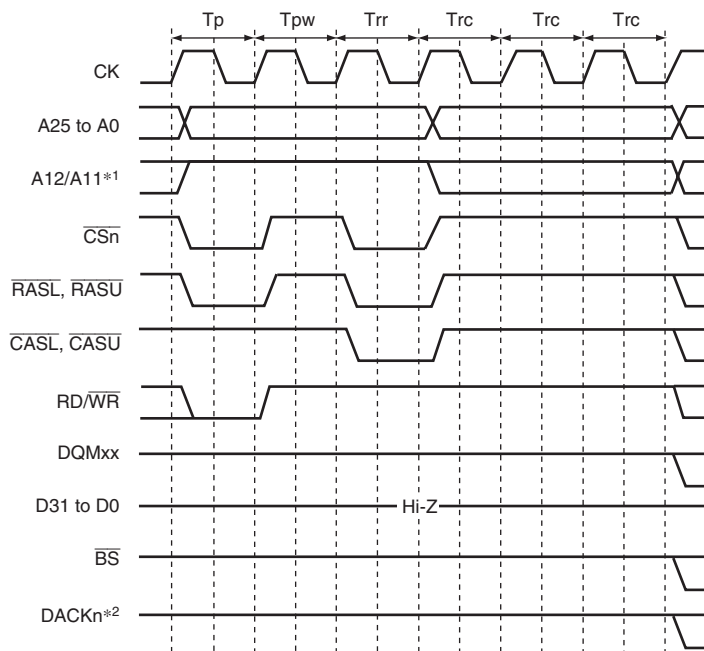 Tp Tpw Trr Trc Trc Trc
CK
A25 to A0
A12/A11*1
CSn
RASL, RASU
CASL, CASU
RD/WR
DQMxx
D31 to D0 Hi-Z
BS
DACKn*2